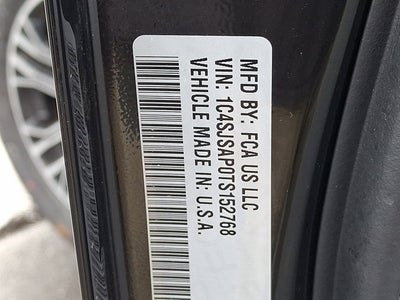 MFD BY: FCA US LLC
VIN: 1C4SJSAP0TS152768
VEHICLE MADE IN: U.S.A.